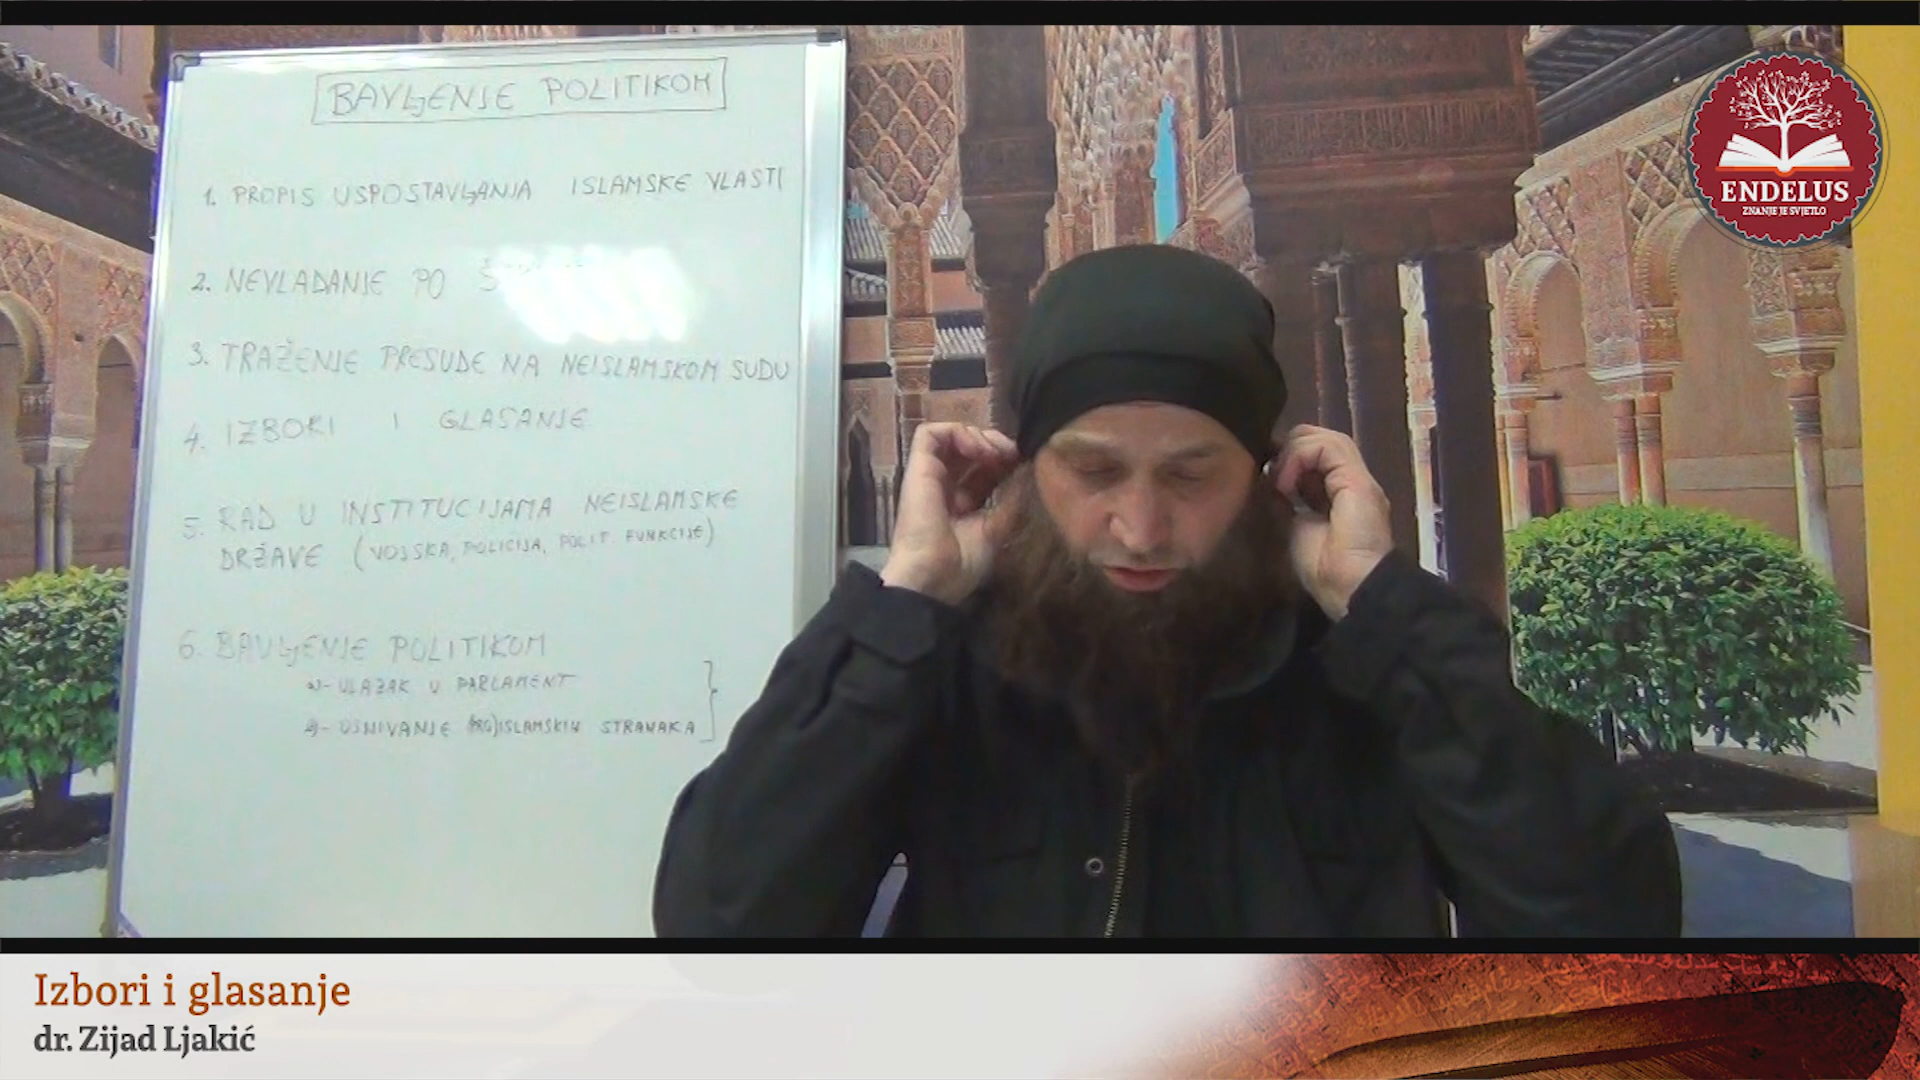 BAVLJENJE POLITIKOM
1. PROPIS USPOSTAVLJANJA ISLAMSKE VLASTI
2. NEVLADANJE PO
3. TRAŽENJE PRESUDE NA NEISLAMSKOM SUDU
4. IZBORI I GLASANJE
5. RAD U INSTITUCIJAMA NEISLAMSKE
DRŽAVE (VOJSKA, POLICIJA, POLIT. FUNKCIJE)
6. BAVLJENJE POLITIKOM
a)- ULAZAK U PARLAMENT
b)- OSNIVANJE (PRO)ISLAMSKIH STRANAKA
ENDELUS
ZNANJE JE SVJETLO
Izbori i glasanje
dr. Zijad Ljakić